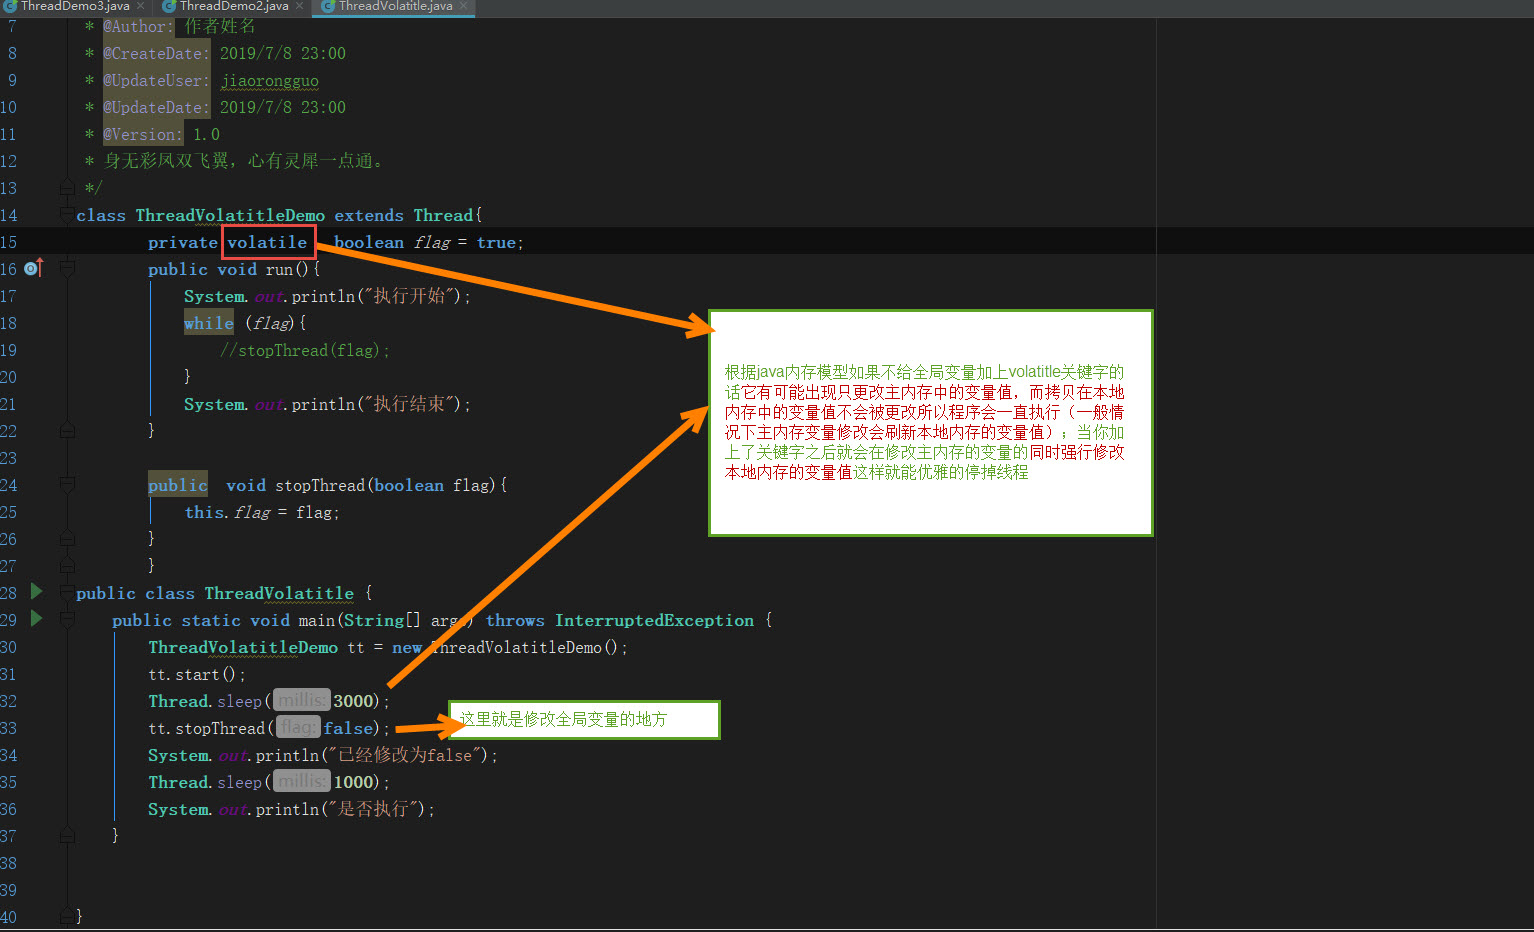 ThreadDemo3.java × ThreadDemo2.java × ThreadVolatitle.java ×
7 * @Author: 作者姓名
8 * @CreateDate: 2019/7/8 23:00
9 * @UpdateUser: jiaorongguo
10 * @UpdateDate: 2019/7/8 23:00
11 * @Version: 1.0
12 * 身无彩凤双飞翼，心有灵犀一点通。
13 */
14 class ThreadVolatitleDemo extends Thread{
15 private volatile boolean flag = true;
16 public void run(){
17 System.out.println("执行开始");
18 while (flag){
19 //stopThread(flag);
20 }
21 System.out.println("执行结束");
22 }
23
24 public void stopThread(boolean flag){
25 this.flag = flag;
26 }
27 }
28 public class ThreadVolatitle {
29 public static void main(String[] args) throws InterruptedException {
30 ThreadVolatitleDemo tt = new ThreadVolatitleDemo();
31 tt.start();
32 Thread.sleep( millis: 3000);
33 tt.stopThread( flag: false);
34 System.out.println("已经修改为false");
35 Thread.sleep( millis: 1000);
36 System.out.println("是否执行");
37 }
38
39
40 }
根据java内存模型如果不给全局变量加上volatitle关键字的
话它有可能出现只更改主内存中的变量值，而拷贝在本地
内存中的变量值不会被更改所以程序会一直执行（一般情
况下主内存变量修改会刷新本地内存的变量值）；当你加
上了关键字之后就会在修改主内存的变量的同时强行修改
本地内存的变量值这样就能优雅的停掉线程
这里就是修改全局变量的地方